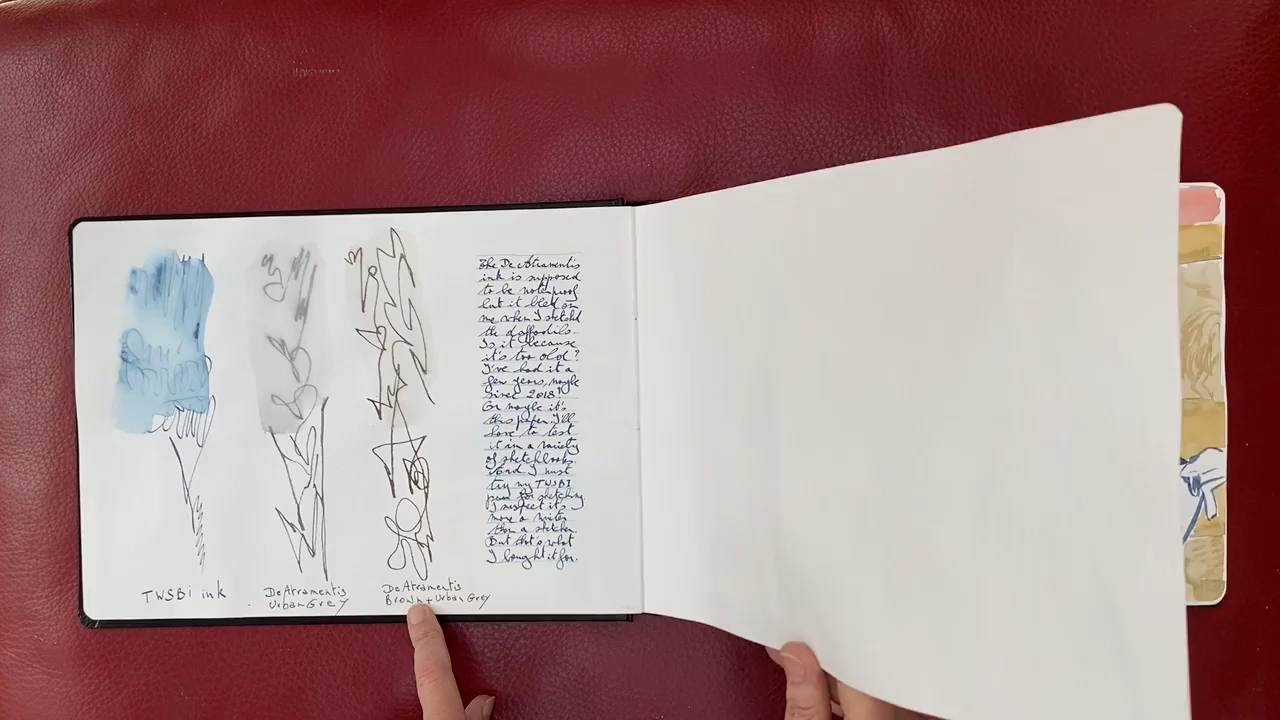 TWSBi ink
DeAtramentis
Urban Grey
DeAtramentis
Brown + Urban Grey
The De Atramentis
ink is supposed
to be waterproof
but it bled on
me when I sketched
the daffodils.
Is it because
it's too old?
I've had it a
few years, maybe
since 2018!
Or maybe it's
this paper. I'll
have to test
it in a variety
of sketchbooks.
And I must
try my TWSBI
pen for sketching.
I suspect it's
more a writer
than a sketcher.
But that's what
I bought it for.